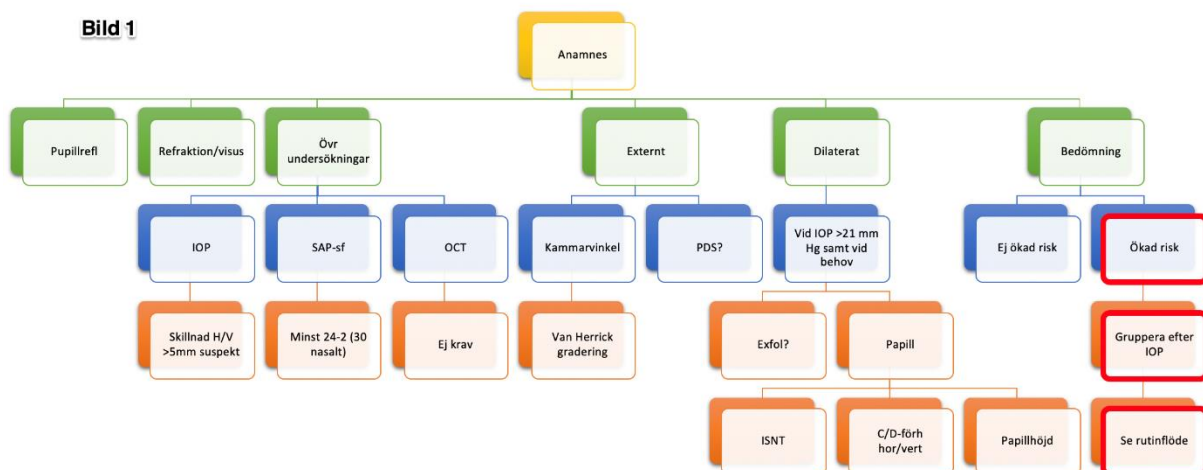 Bild 1
Anamnes
Pupillrefl
Refraktion/visus
Övr
undersökningar
Externt
Dilaterat
Bedömning
IOP
SAP-sf
OCT
Kammarvinkel
PDS?
Vid IOP >21 mm
Hg samt vid
behov
Ej ökad risk
Ökad risk
Skillnad H/V
>5mm suspekt
Minst 24-2 (30
nasalt)
Ej krav
Van Herrick
gradering
Exfol?
Papill
Gruppera efter
IOP
ISNT
C/D-förh
hor/vert
Papillhöjd
Se rutinflöde